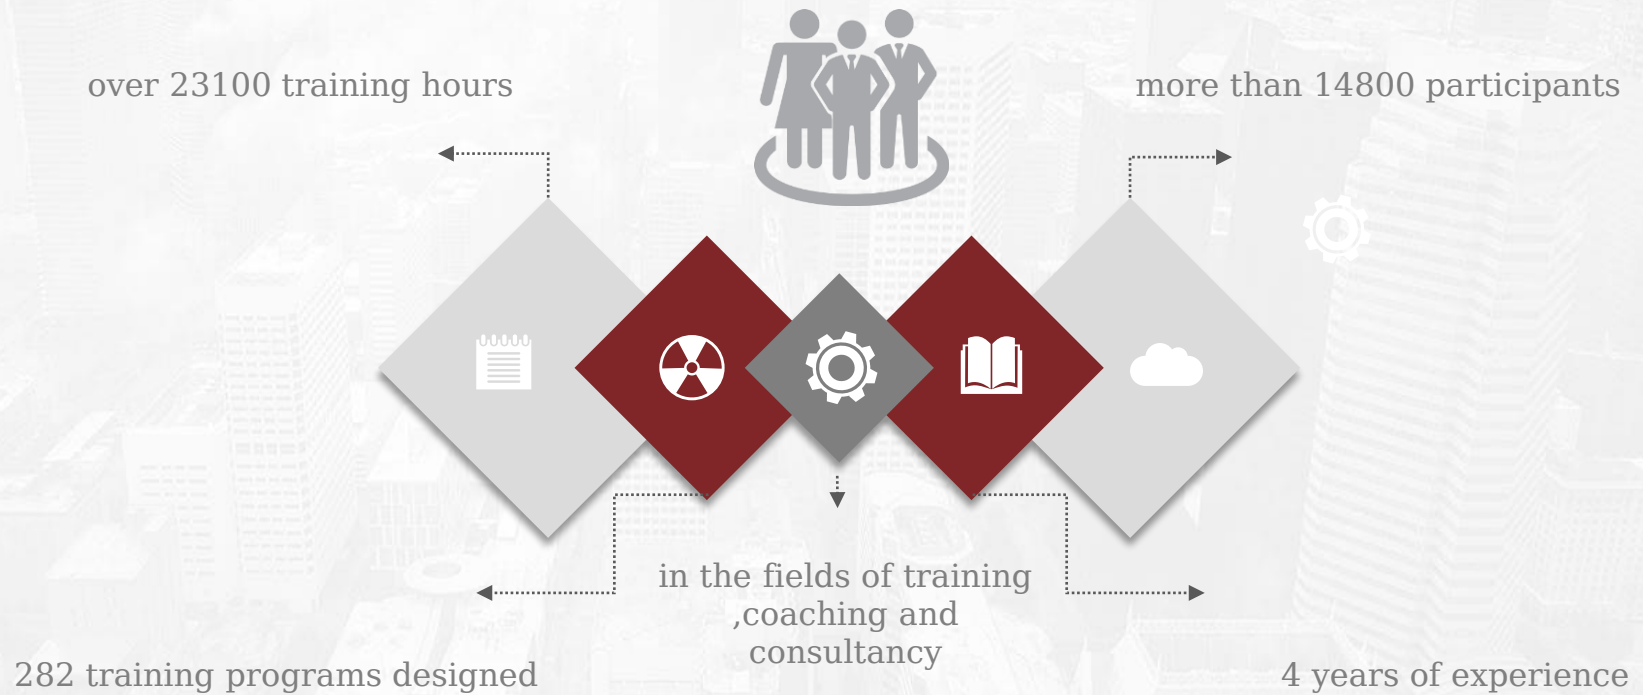 over 23100 training hours
more than 14800 participants
in the fields of training
,coaching and
consultancy
282 training programs designed
4 years of experience